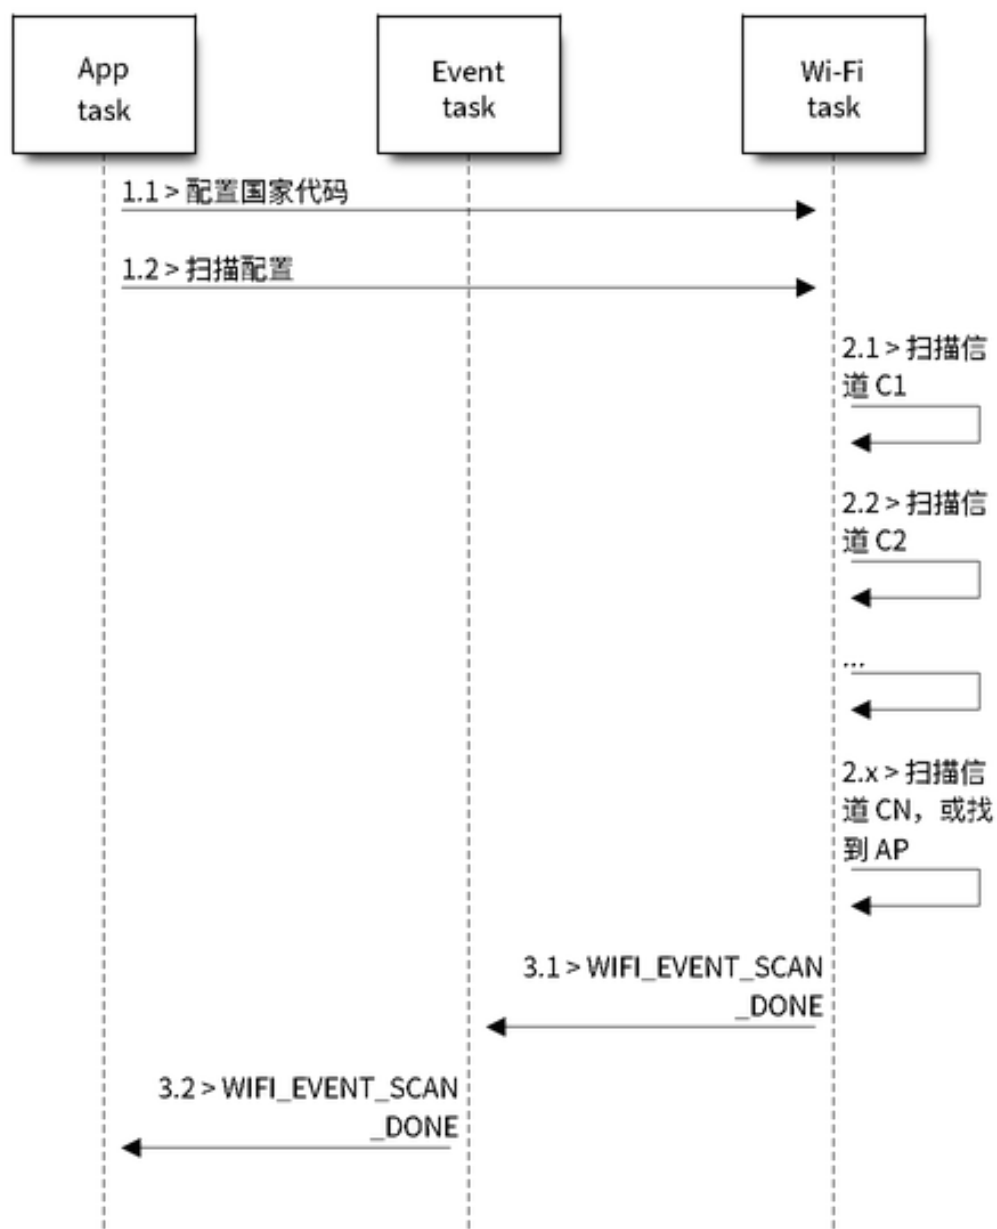 App
task
Event
task
Wi-Fi
task
1.1 > 配置国家代码
1.2 > 扫描配置
2.1 > 扫描信
道 C1
2.2 > 扫描信
道 C2
...
2.x > 扫描信
道 CN，或找
到 AP
3.1 > WIFI_EVENT_SCAN
_DONE
3.2 > WIFI_EVENT_SCAN
_DONE